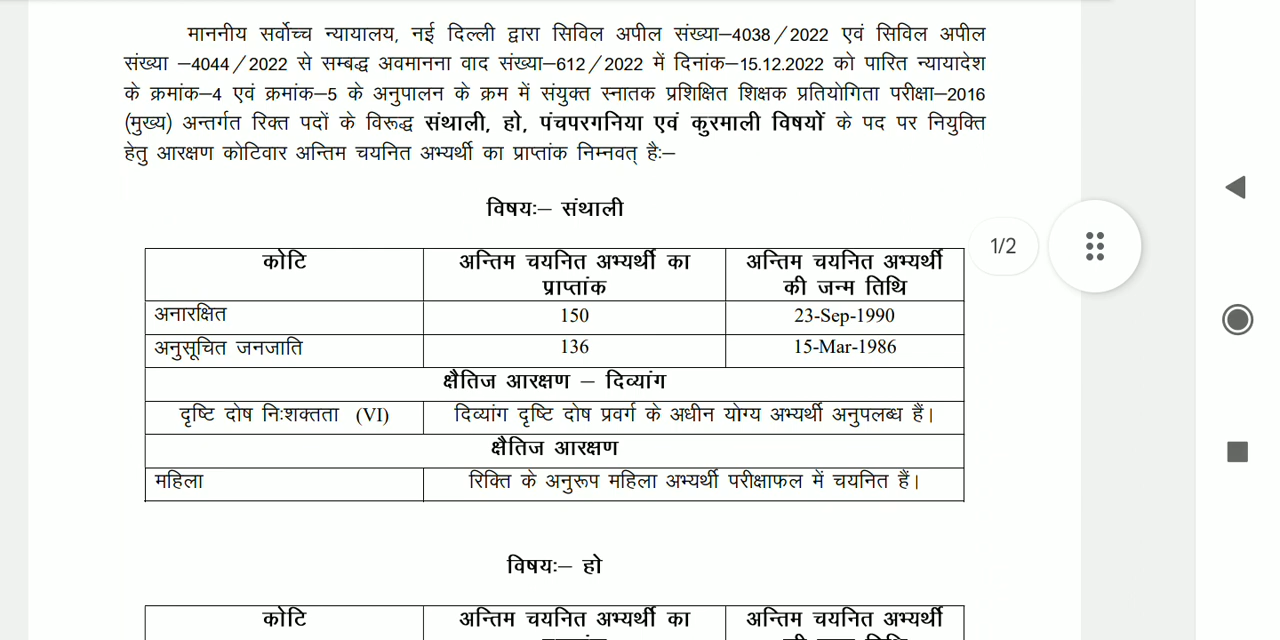 माननीय सर्वोच्च न्यायालय, नई दिल्ली द्वारा सिविल अपील संख्या–4038/2022 एवं सिविल अपील
संख्या –4044/2022 से सम्बद्ध अवमानना वाद संख्या–612/2022 में दिनांक–15.12.2022 को पारित न्यायादेश
के क्रमांक–4 एवं क्रमांक–5 के अनुपालन के क्रम में संयुक्त स्नातक प्रशिक्षित शिक्षक प्रतियोगिता परीक्षा–2016
(मुख्य) अन्तर्गत रिक्त पदों के विरूद्ध संथाली, हो, पंचपरगनिया एवं कुरमाली विषयों के पद पर नियुक्ति
हेतु आरक्षण कोटिवार अन्तिम चयनित अभ्यर्थी का प्राप्तांक निम्नवत् है:–
विषयः– संथाली
1/2
कोटि अन्तिम चयनित अभ्यर्थी का प्राप्तांक अन्तिम चयनित अभ्यर्थी की जन्म तिथि
अनारक्षित 150 23-Sep-1990
अनुसूचित जनजाति 136 15-Mar-1986
क्षैतिज आरक्षण – दिव्यांग
दृष्टि दोष निःशक्तता (VI) दिव्यांग दृष्टि दोष प्रवर्ग के अधीन योग्य अभ्यर्थी अनुपलब्ध हैं।
क्षैतिज आरक्षण
महिला रिक्ति के अनुरूप महिला अभ्यर्थी परीक्षाफल में चयनित हैं।
विषयः– हो
कोटि अन्तिम चयनित अभ्यर्थी का अन्तिम चयनित अभ्यर्थी